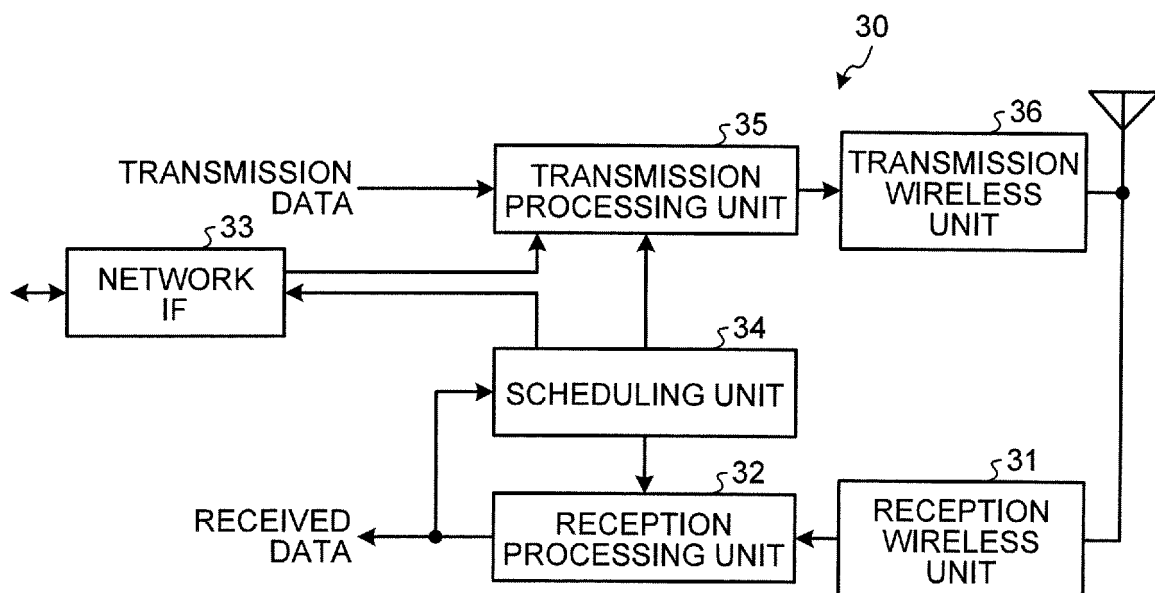 30
35
36
TRANSMISSION
DATA
TRANSMISSION
PROCESSING UNIT
TRANSMISSION
WIRELESS
UNIT
33
NETWORK
IF
34
SCHEDULING UNIT
32
31
RECEIVED
DATA
RECEPTION
PROCESSING UNIT
RECEPTION
WIRELESS
UNIT